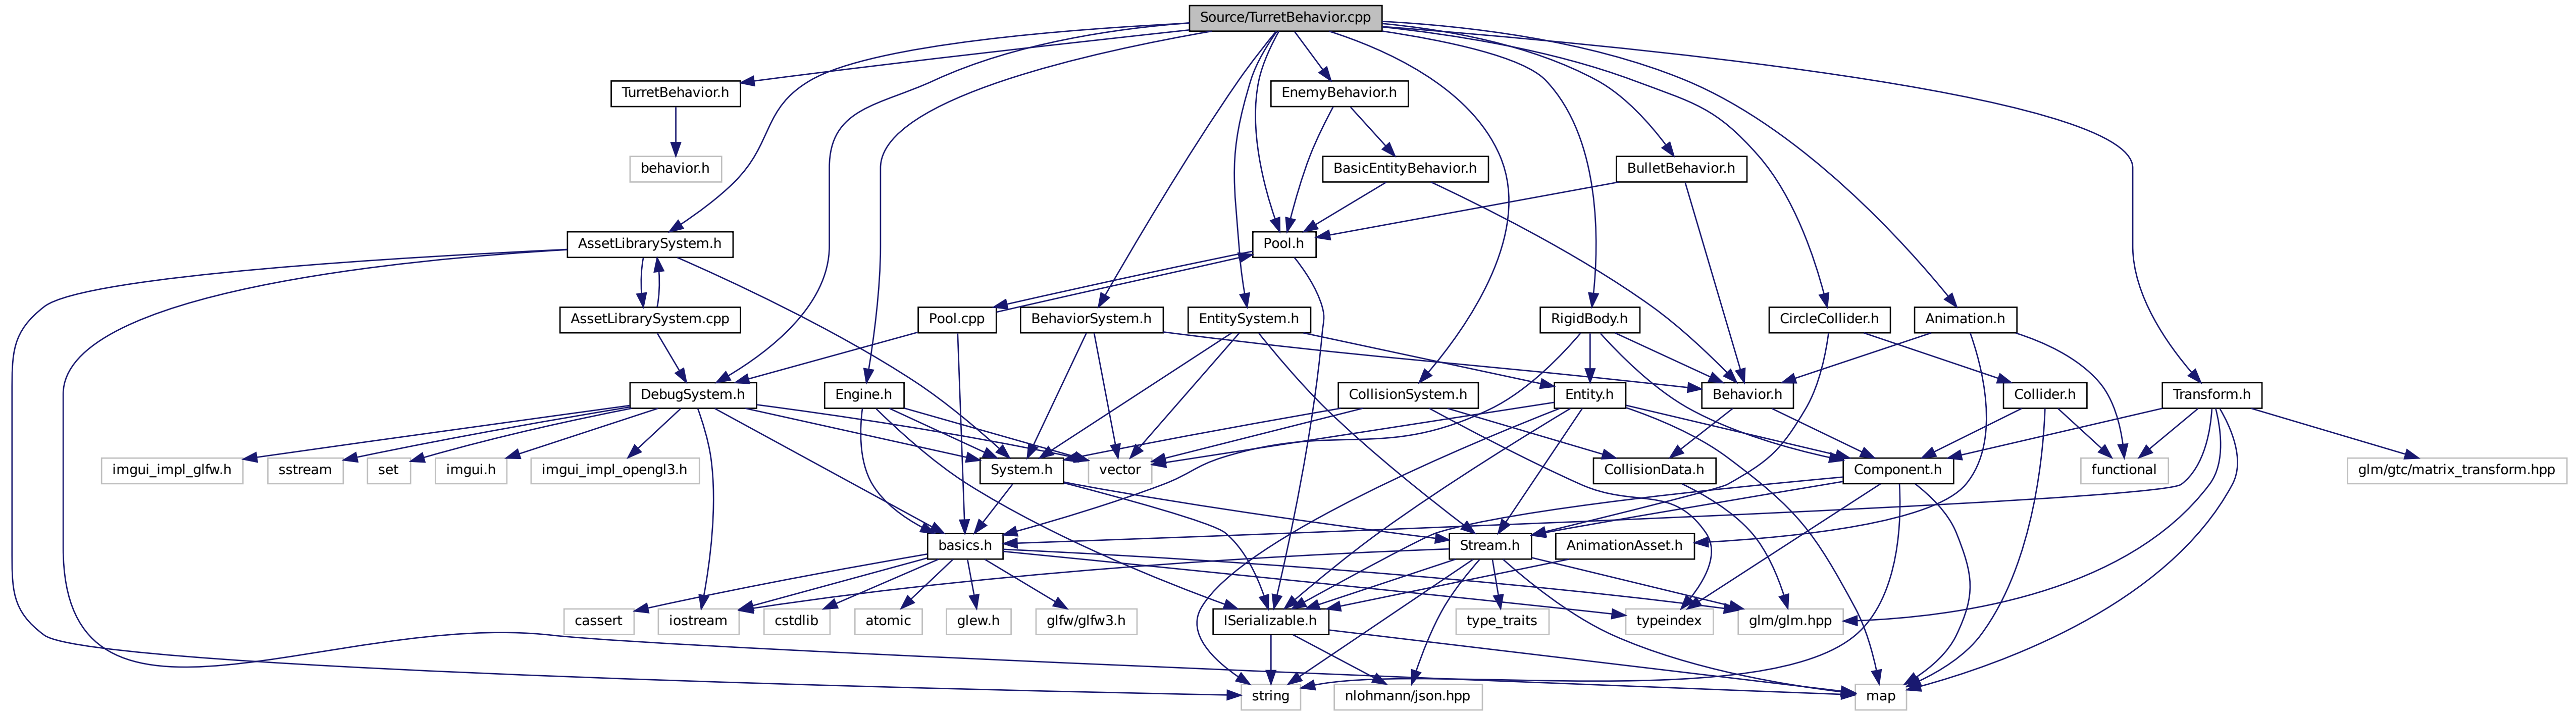 Source/TurretBehavior.cpp
TurretBehavior.h
EnemyBehavior.h
behavior.h
BasicEntityBehavior.h
BulletBehavior.h
AssetLibrarySystem.h
Pool.h
AssetLibrarySystem.cpp
Pool.cpp
BehaviorSystem.h
EntitySystem.h
RigidBody.h
CircleCollider.h
Animation.h
DebugSystem.h
Engine.h
CollisionSystem.h
Entity.h
Behavior.h
Collider.h
Transform.h
imgui_impl_glfw.h
sstream
set
imgui.h
imgui_impl_opengl3.h
System.h
vector
CollisionData.h
Component.h
functional
glm/gtc/matrix_transform.hpp
basics.h
Stream.h
AnimationAsset.h
cassert
iostream
cstdlib
atomic
glew.h
glfw/glfw3.h
ISerializable.h
type_traits
typeindex
glm/glm.hpp
string
nlohmann/json.hpp
map